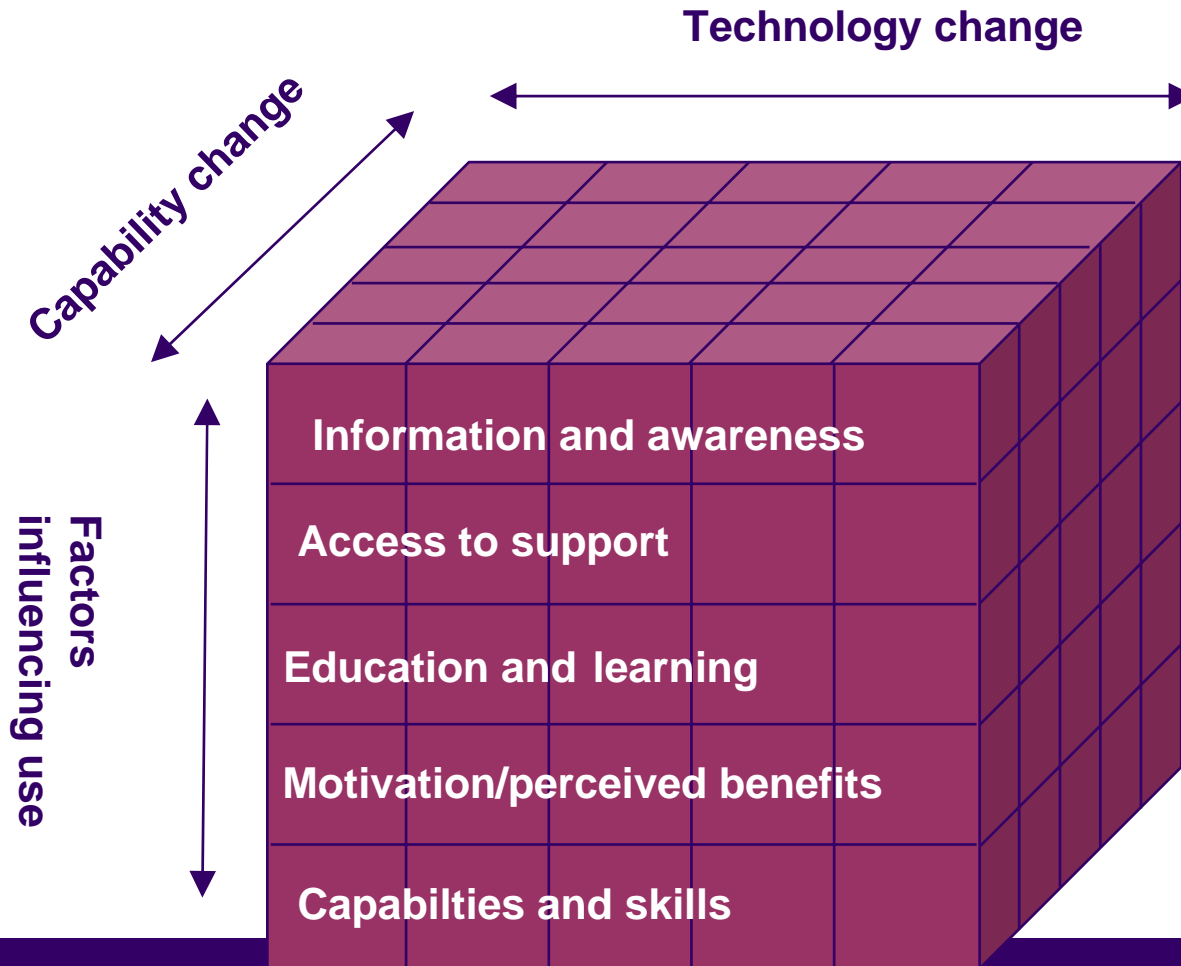 Technology change
Capability change
Factors
influencing use
Information and awareness
Access to support
Education and learning
Motivation/perceived benefits
Capabilties and skills